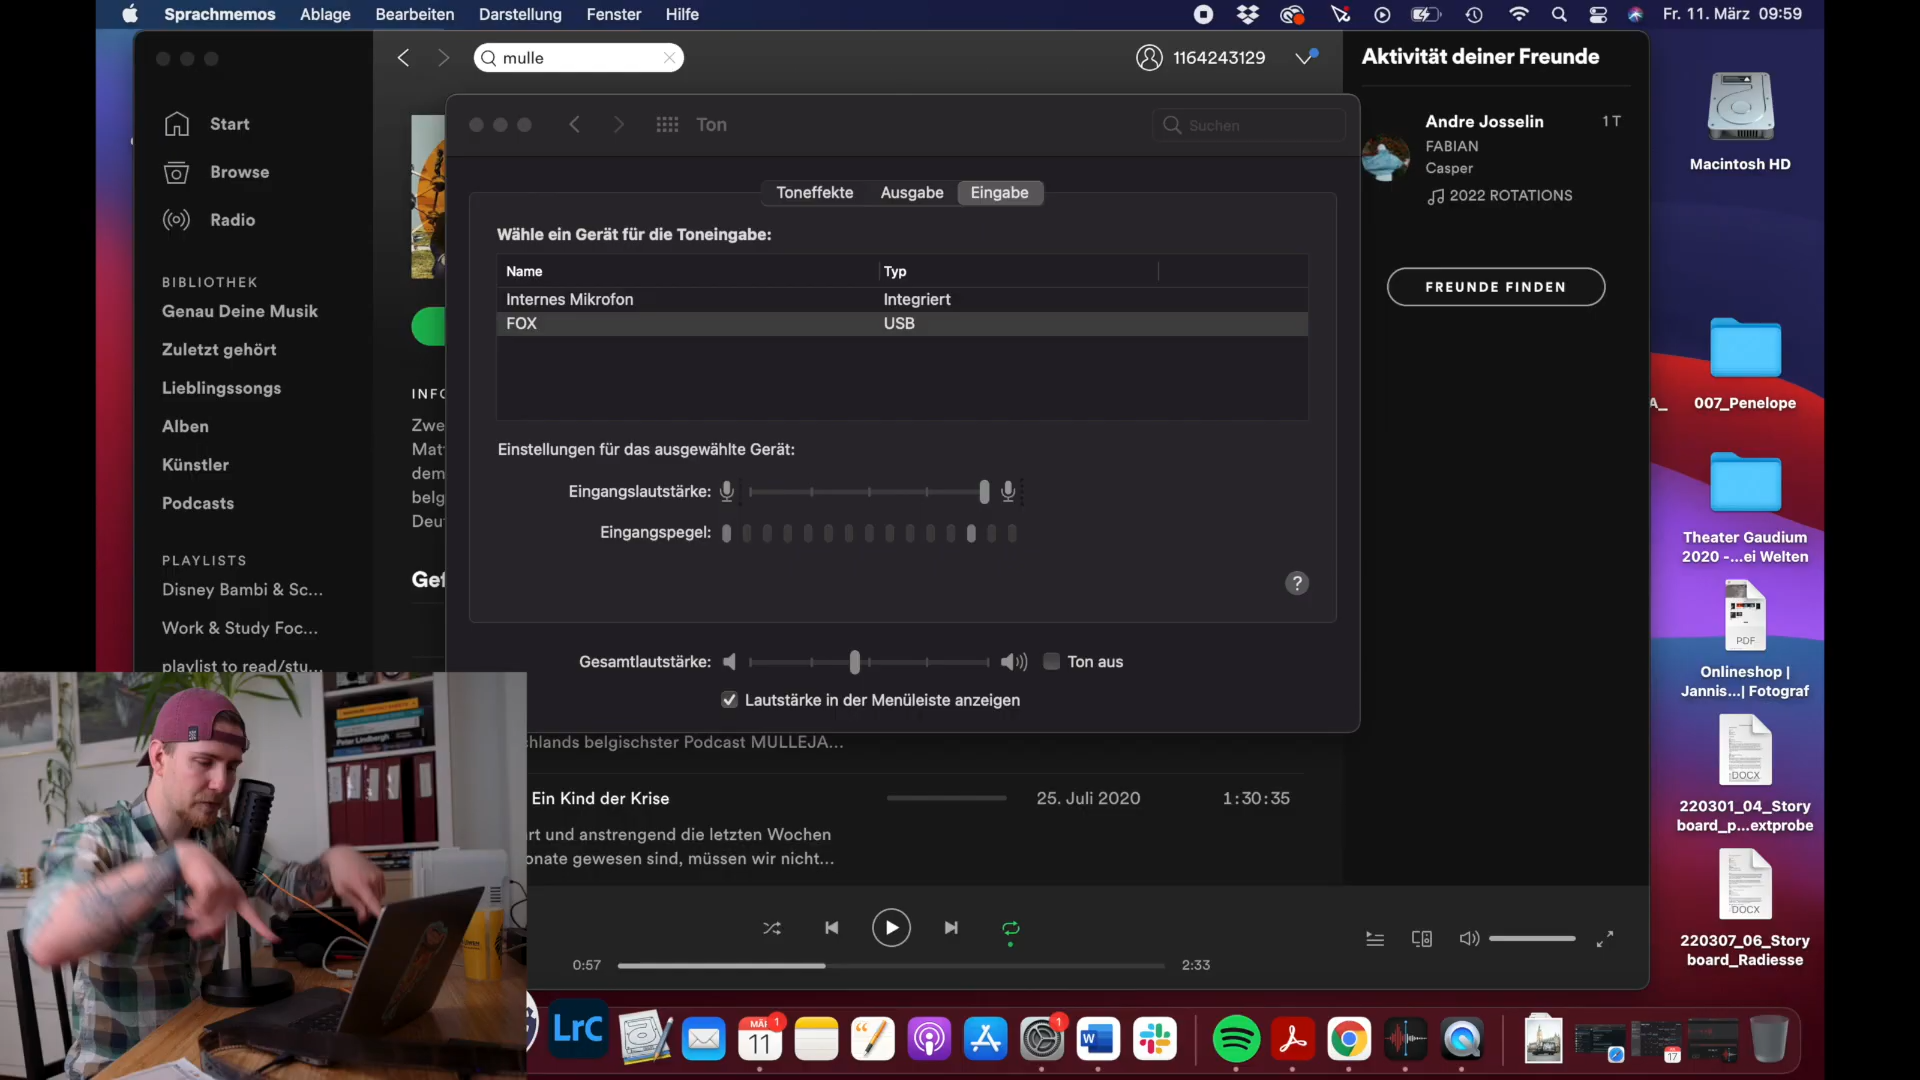 Sprachmemos Ablage Bearbeiten Darstellung Fenster Hilfe
Fr. 11. März 09:59
mulle
1164243129
Aktivität deiner Freunde
Start
Browse
Radio
BIBLIOTHEK
Genau Deine Musik
Zuletzt gehört
Lieblingssongs
Alben
Künstler
Podcasts
PLAYLISTS
Disney Bambi & Sc...
Work & Study Foc...
playlist to read/stu...
INFO
Zwe
Mat
dem
belg
Deu
Gef
Ton
Suchen
Toneffekte Ausgabe Eingabe
Wähle ein Gerät für die Toneingabe:
Name Typ
Internes Mikrofon Integriert
FOX USB
Einstellungen für das ausgewählte Gerät:
Eingangslautstärke:
Eingangspegel:
?
Gesamtlautstärke: Ton aus
Lautstärke in der Menüleiste anzeigen
hlands belgischster Podcast MULLEJA...
Ein Kind der Krise 25. Juli 2020 1:30:35
rt und anstrengend die letzten Wochen
onate gewesen sind, müssen wir nicht...
0:57 2:33
Andre Josselin 1 T
FABIAN
Casper
2022 ROTATIONS
FREUNDE FINDEN
Macintosh HD
A_
007_Penelope
Theater Gaudium
2020 -...ei Welten
PDF
Onlineshop |
Jannis...| Fotograf
DOCX
220301_04_Story
board_p...extprobe
DOCX
220307_06_Story
board_Radiesse
Peter Lindbergh
LrC
MÄR
1
11
1
W
17